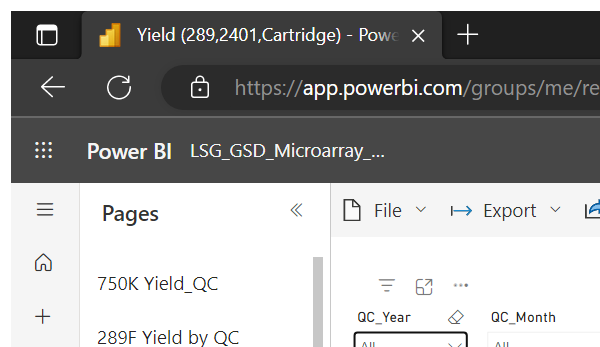 Yield (289,2401,Cartridge) - Powe
https://app.powerbi.com/groups/me/re
Power BI LSG_GSD_Microarray_...
Pages
File Export
750K Yield_QC
289F Yield by QC
QC_Year QC_Month
All All